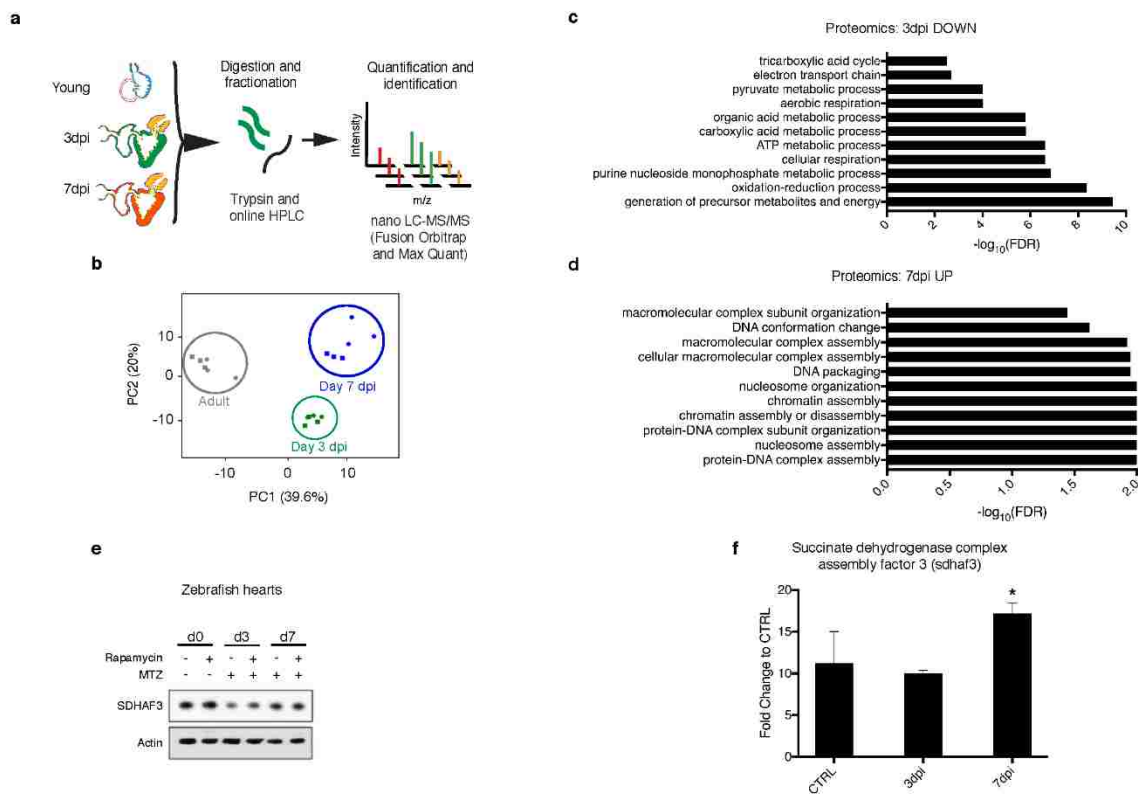 a
Young
3dpi
7dpi
Digestion and
fractionation
Trypsin and
online HPLC
Quantification and
identification
Intensity
m/z
nano LC-MS/MS
(Fusion Orbitrap
and Max Quant)
b
PC2 (20%)
10
0
-10
Adult
Day 7 dpi
Day 3 dpi
-10
0
10
PC1 (39.6%)
c
Proteomics: 3dpi DOWN
tricarboxylic acid cycle
electron transport chain
pyruvate metabolic process
aerobic respiration
organic acid metabolic process
carboxylic acid metabolic process
ATP metabolic process
cellular respiration
purine nucleoside monophosphate metabolic process
oxidation-reduction process
generation of precursor metabolites and energy
0 2 4 6 8 10
-log10(FDR)
d
Proteomics: 7dpi UP
macromolecular complex subunit organization
DNA conformation change
macromolecular complex assembly
cellular macromolecular complex assembly
DNA packaging
nucleosome organization
chromatin assembly
chromatin assembly or disassembly
protein-DNA complex subunit organization
nucleosome assembly
protein-DNA complex assembly
0.0 0.5 1.0 1.5 2.0
-log10(FDR)
e
Zebrafish hearts
d0 d3 d7
Rapamycin - + - + - +
MTZ - - + + + +
SDHAF3
Actin
f
Succinate dehydrogenase complex
assembly factor 3 (sdhaf3)
Fold Change to CTRL
20
15
10
5
0
*
CTRL
3dpi
7dpi